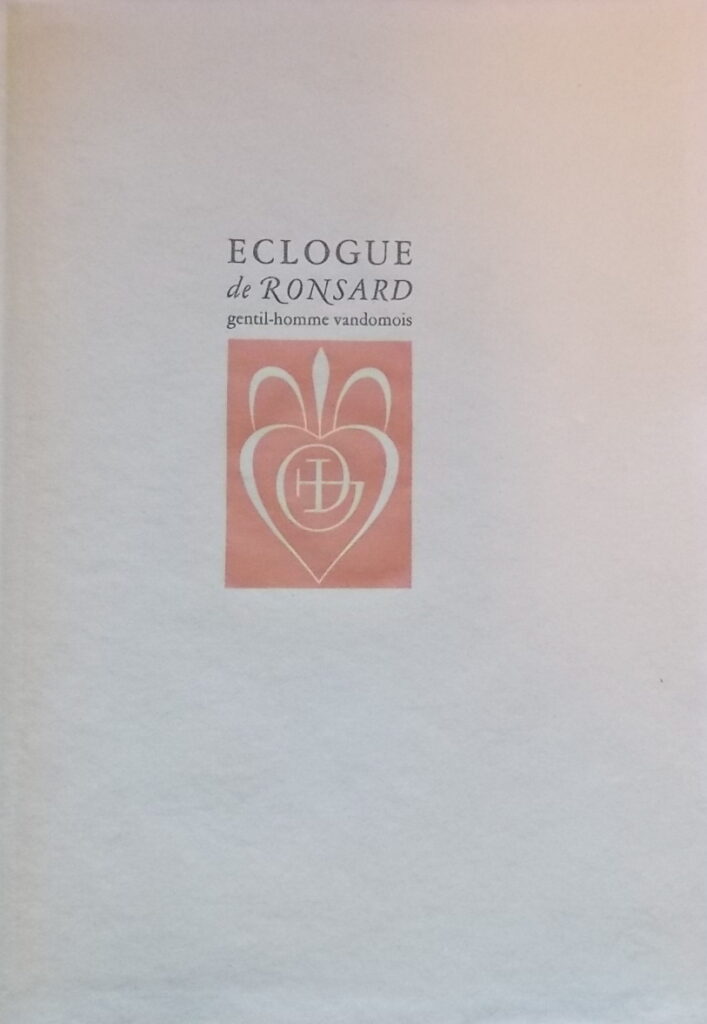 ECLOGUE
de RONSARD
gentil-homme vandomois